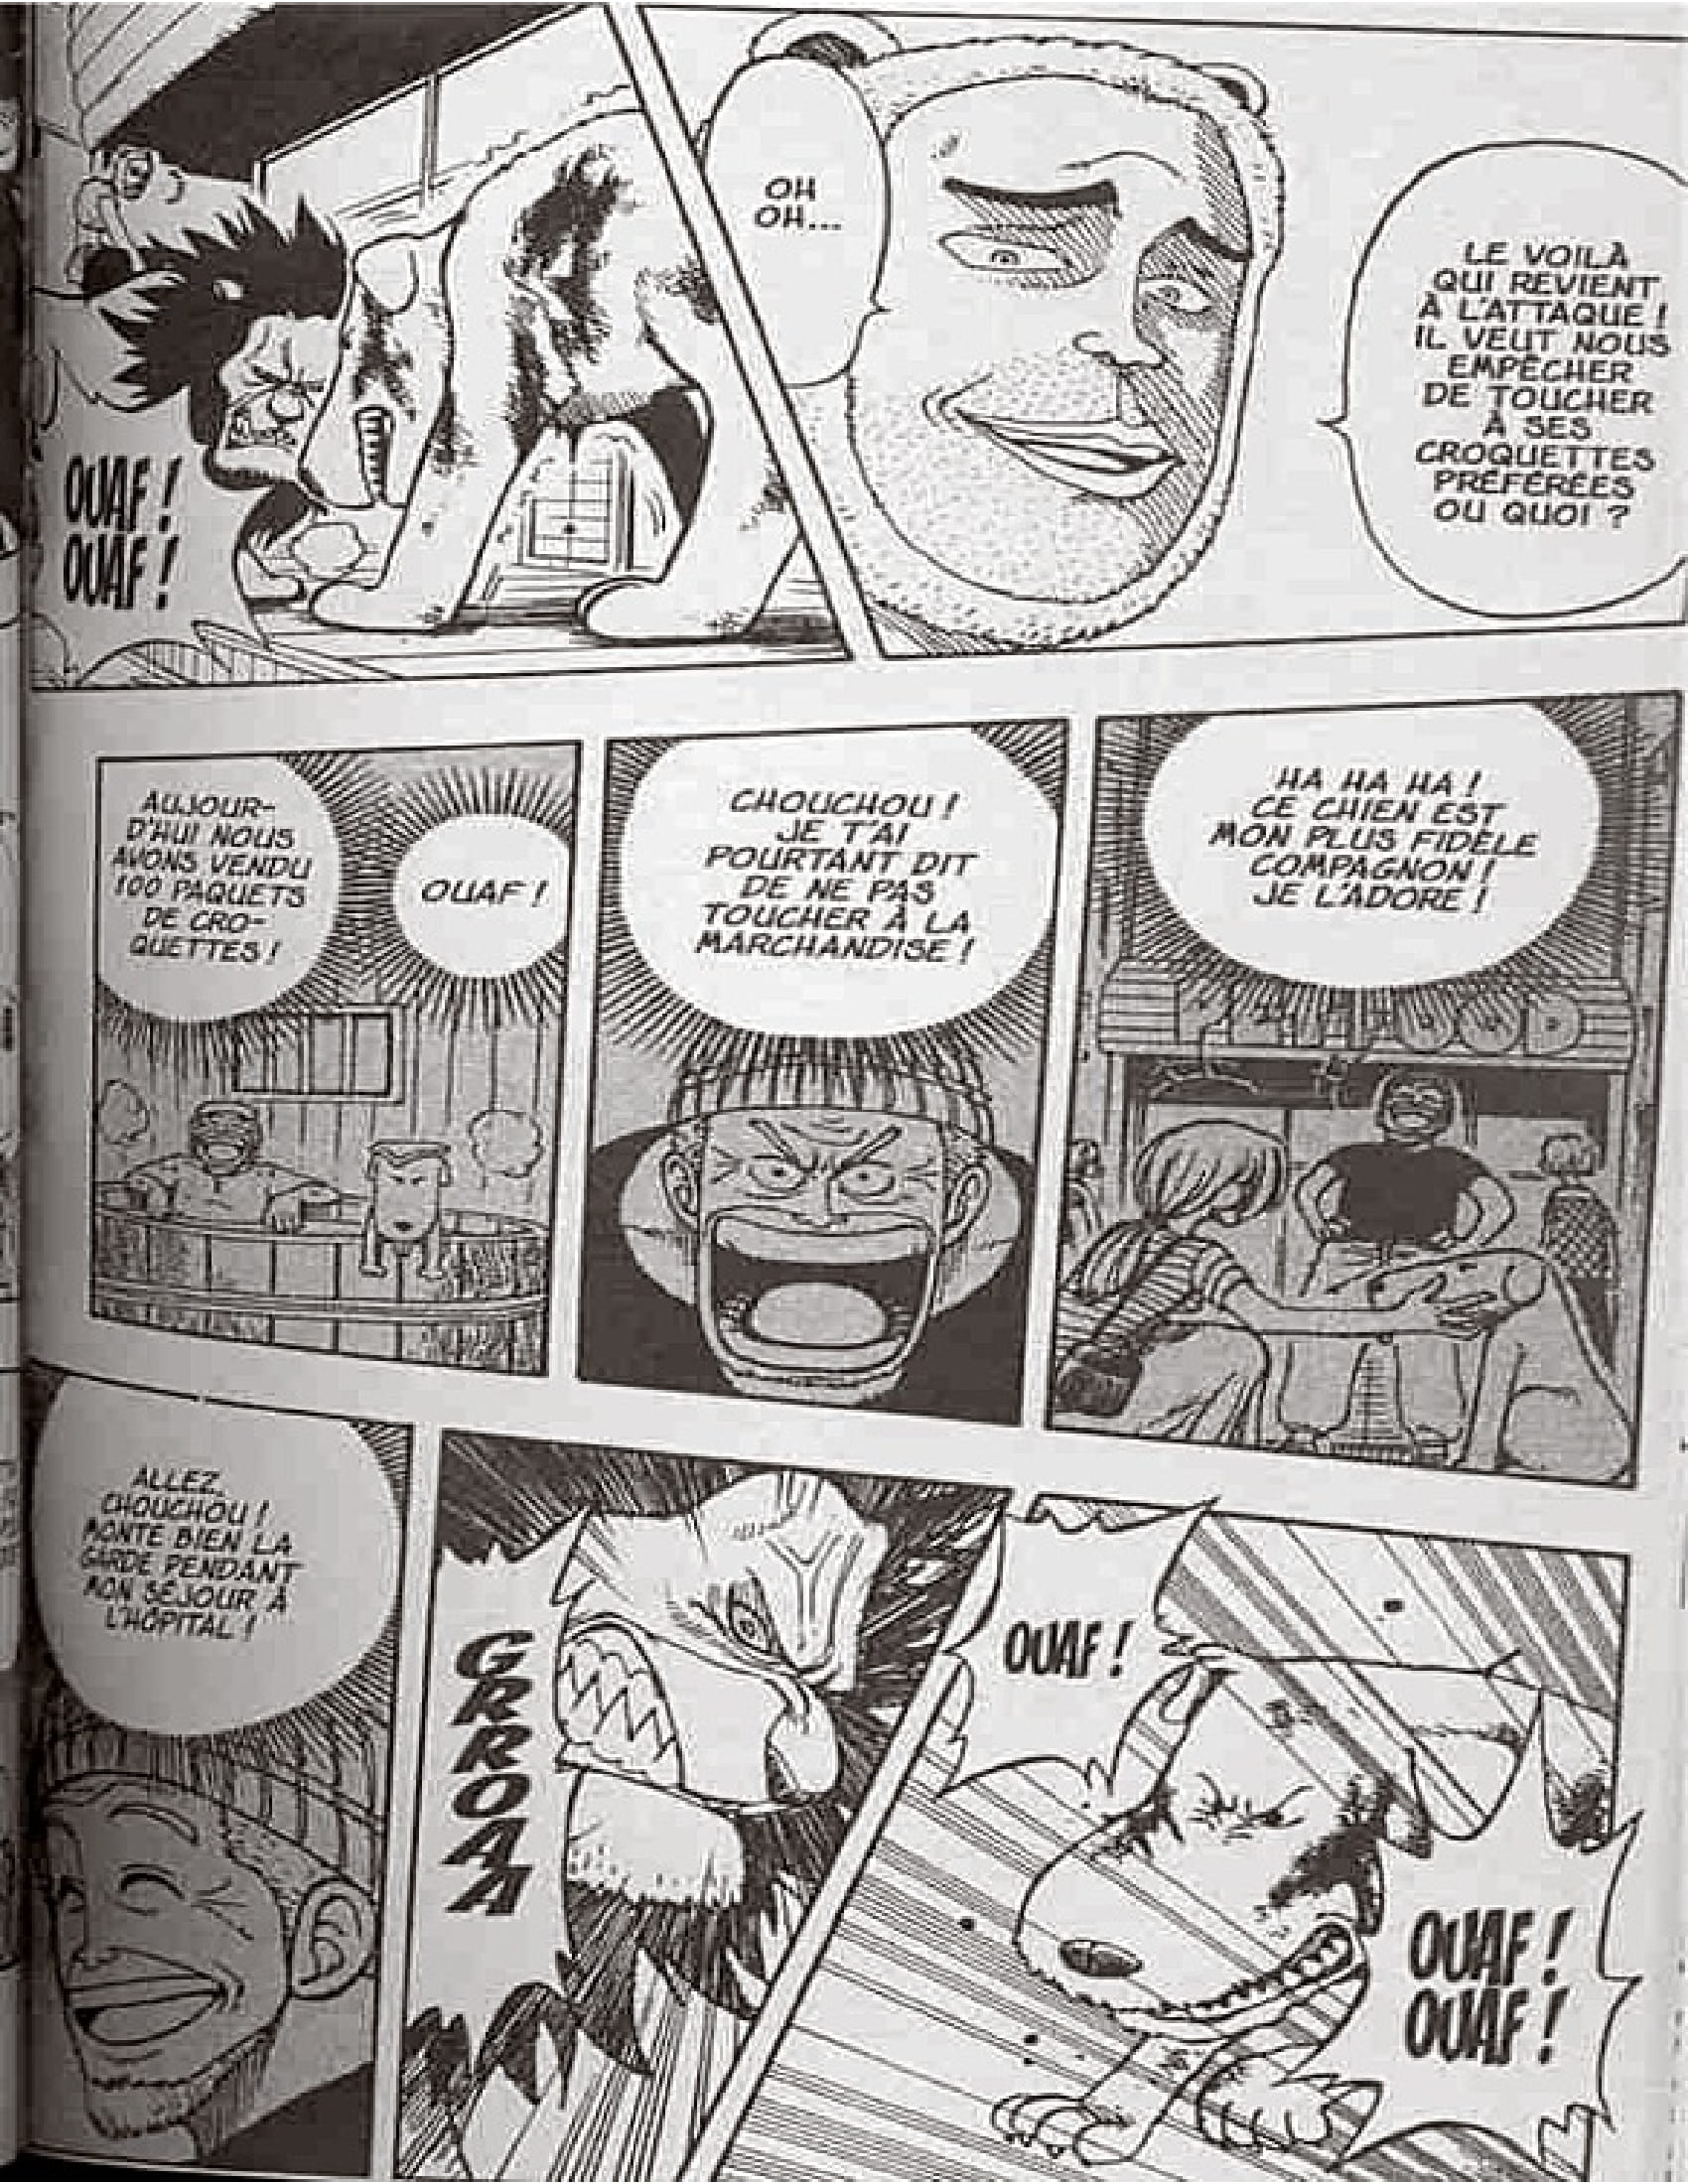 LE VOILÀ
QUI REVIENT
À L'ATTAQUE !
IL VEUT NOUS
EMPÊCHER
DE TOUCHER
À SES
CROQUETTES
PRÉFÉRÉES
OU QUOI ?
OH
OH...
OUAF !
OUAF !
HA HA HA !
CE CHIEN EST
MON PLUS FIDÈLE
COMPAGNON !
JE L'ADORE !
CHOUCHOU !
JE T'AI
POURTANT DIT
DE NE PAS
TOUCHER À LA
MARCHANDISE !
OUAF !
AUJOUR-
D'HUI NOUS
AVONS VENDU
100 PAQUETS
DE CRO-
QUETTES !
OUAF !
OUAF !
OUAF !
GRROAA
ALLEZ,
CHOUCHOU !
MONTE BIEN LA
GARDE PENDANT
MON SÉJOUR À
L'HÔPITAL !